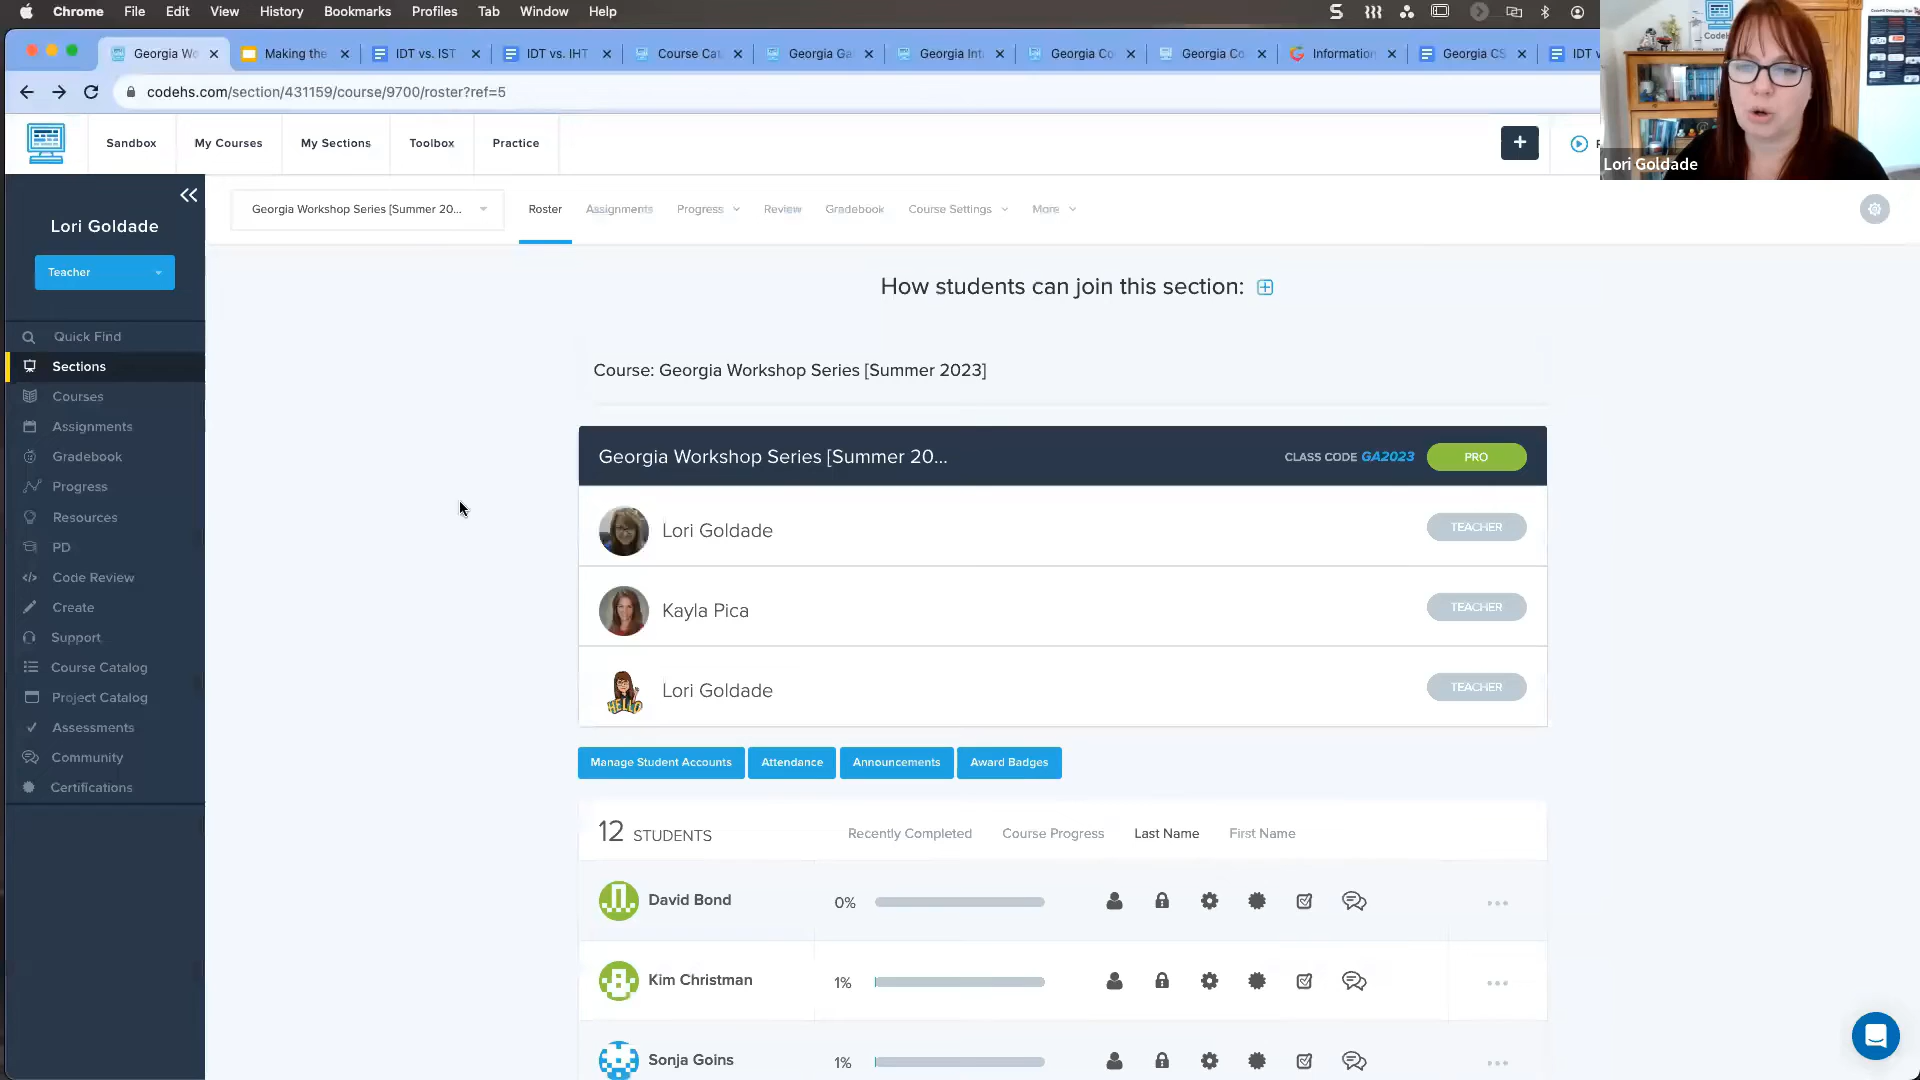 Chrome File Edit View History Bookmarks Profiles Tab Window Help
Georgia Wo Making the IDT vs. IST IDT vs. IHT Course Cat Georgia Ga Georgia Int Georgia Co Georgia Co Information Georgia CS IDT v
codehs.com/section/431159/course/9700/roster?ref=5
Sandbox My Courses My Sections Toolbox Practice
Lori Goldade
Lori Goldade
Teacher
Quick Find
Sections
Courses
Assignments
Gradebook
Progress
Resources
PD
Code Review
Create
Support
Course Catalog
Project Catalog
Assessments
Community
Certifications
Georgia Workshop Series [Summer 20... Roster Assignments Progress Review Gradebook Course Settings More
How students can join this section:
Course: Georgia Workshop Series [Summer 2023]
Georgia Workshop Series [Summer 20... CLASS CODE GA2023 PRO
Lori Goldade TEACHER
Kayla Pica TEACHER
HELLO Lori Goldade TEACHER
Manage Student Accounts Attendance Announcements Award Badges
12 STUDENTS Recently Completed Course Progress Last Name First Name
David Bond 0%
Kim Christman 1%
Sonja Goins 1%